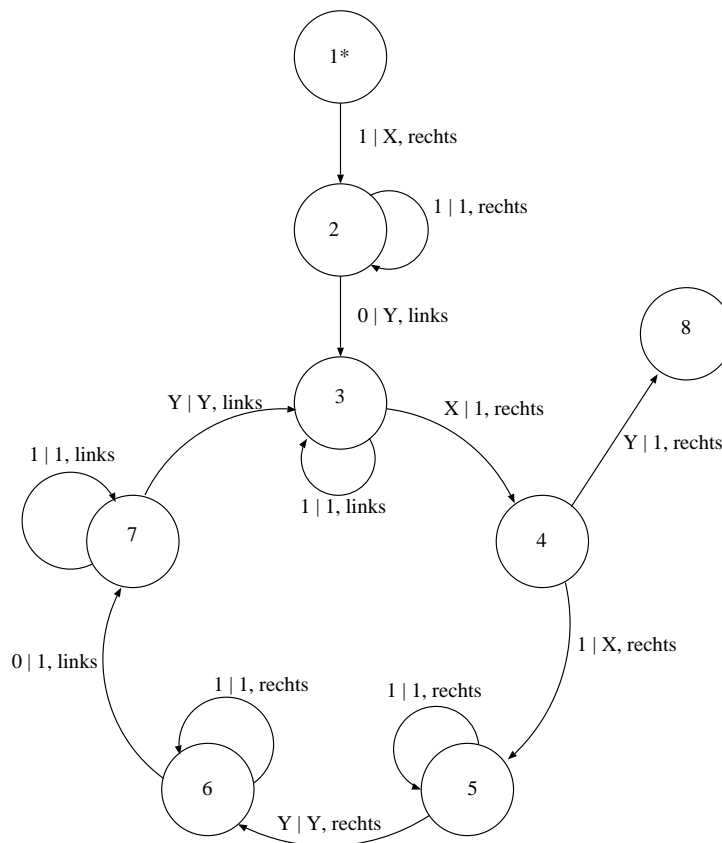 1*
1 | X, rechts
2
1 | 1, rechts
0 | Y, links
8
3
Y | Y, links
X | 1, rechts
Y | 1, rechts
1 | 1, links
1 | 1, links
7
4
1 | X, rechts
0 | 1, links
1 | 1, rechts
1 | 1, rechts
6
5
Y | Y, rechts